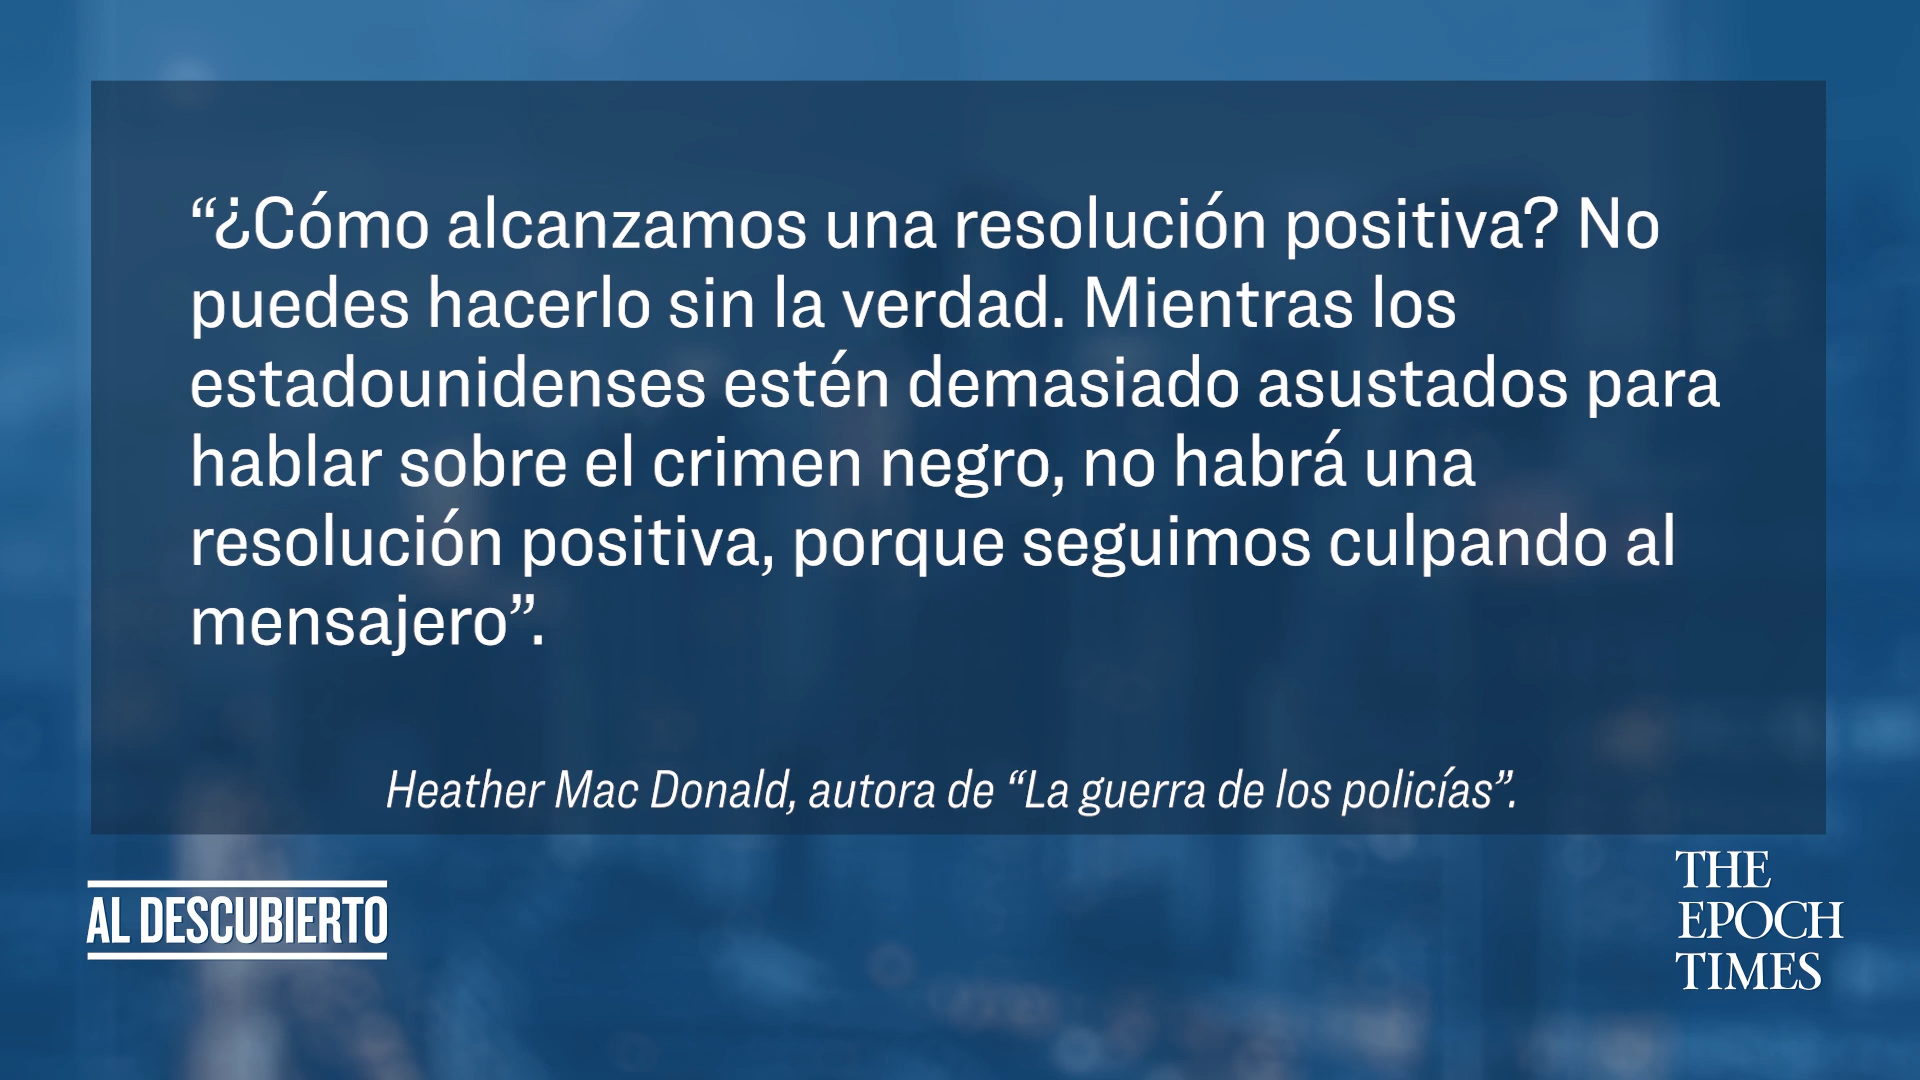 “¿Cómo alcanzamos una resolución positiva? No
puedes hacerlo sin la verdad. Mientras los
estadounidenses estén demasiado asustados para
hablar sobre el crimen negro, no habrá una
resolución positiva, porque seguimos culpando al
mensajero”.
Heather Mac Donald, autora de “La guerra de los policías”.
AL DESCUBIERTO
THE
EPOCH
TIMES